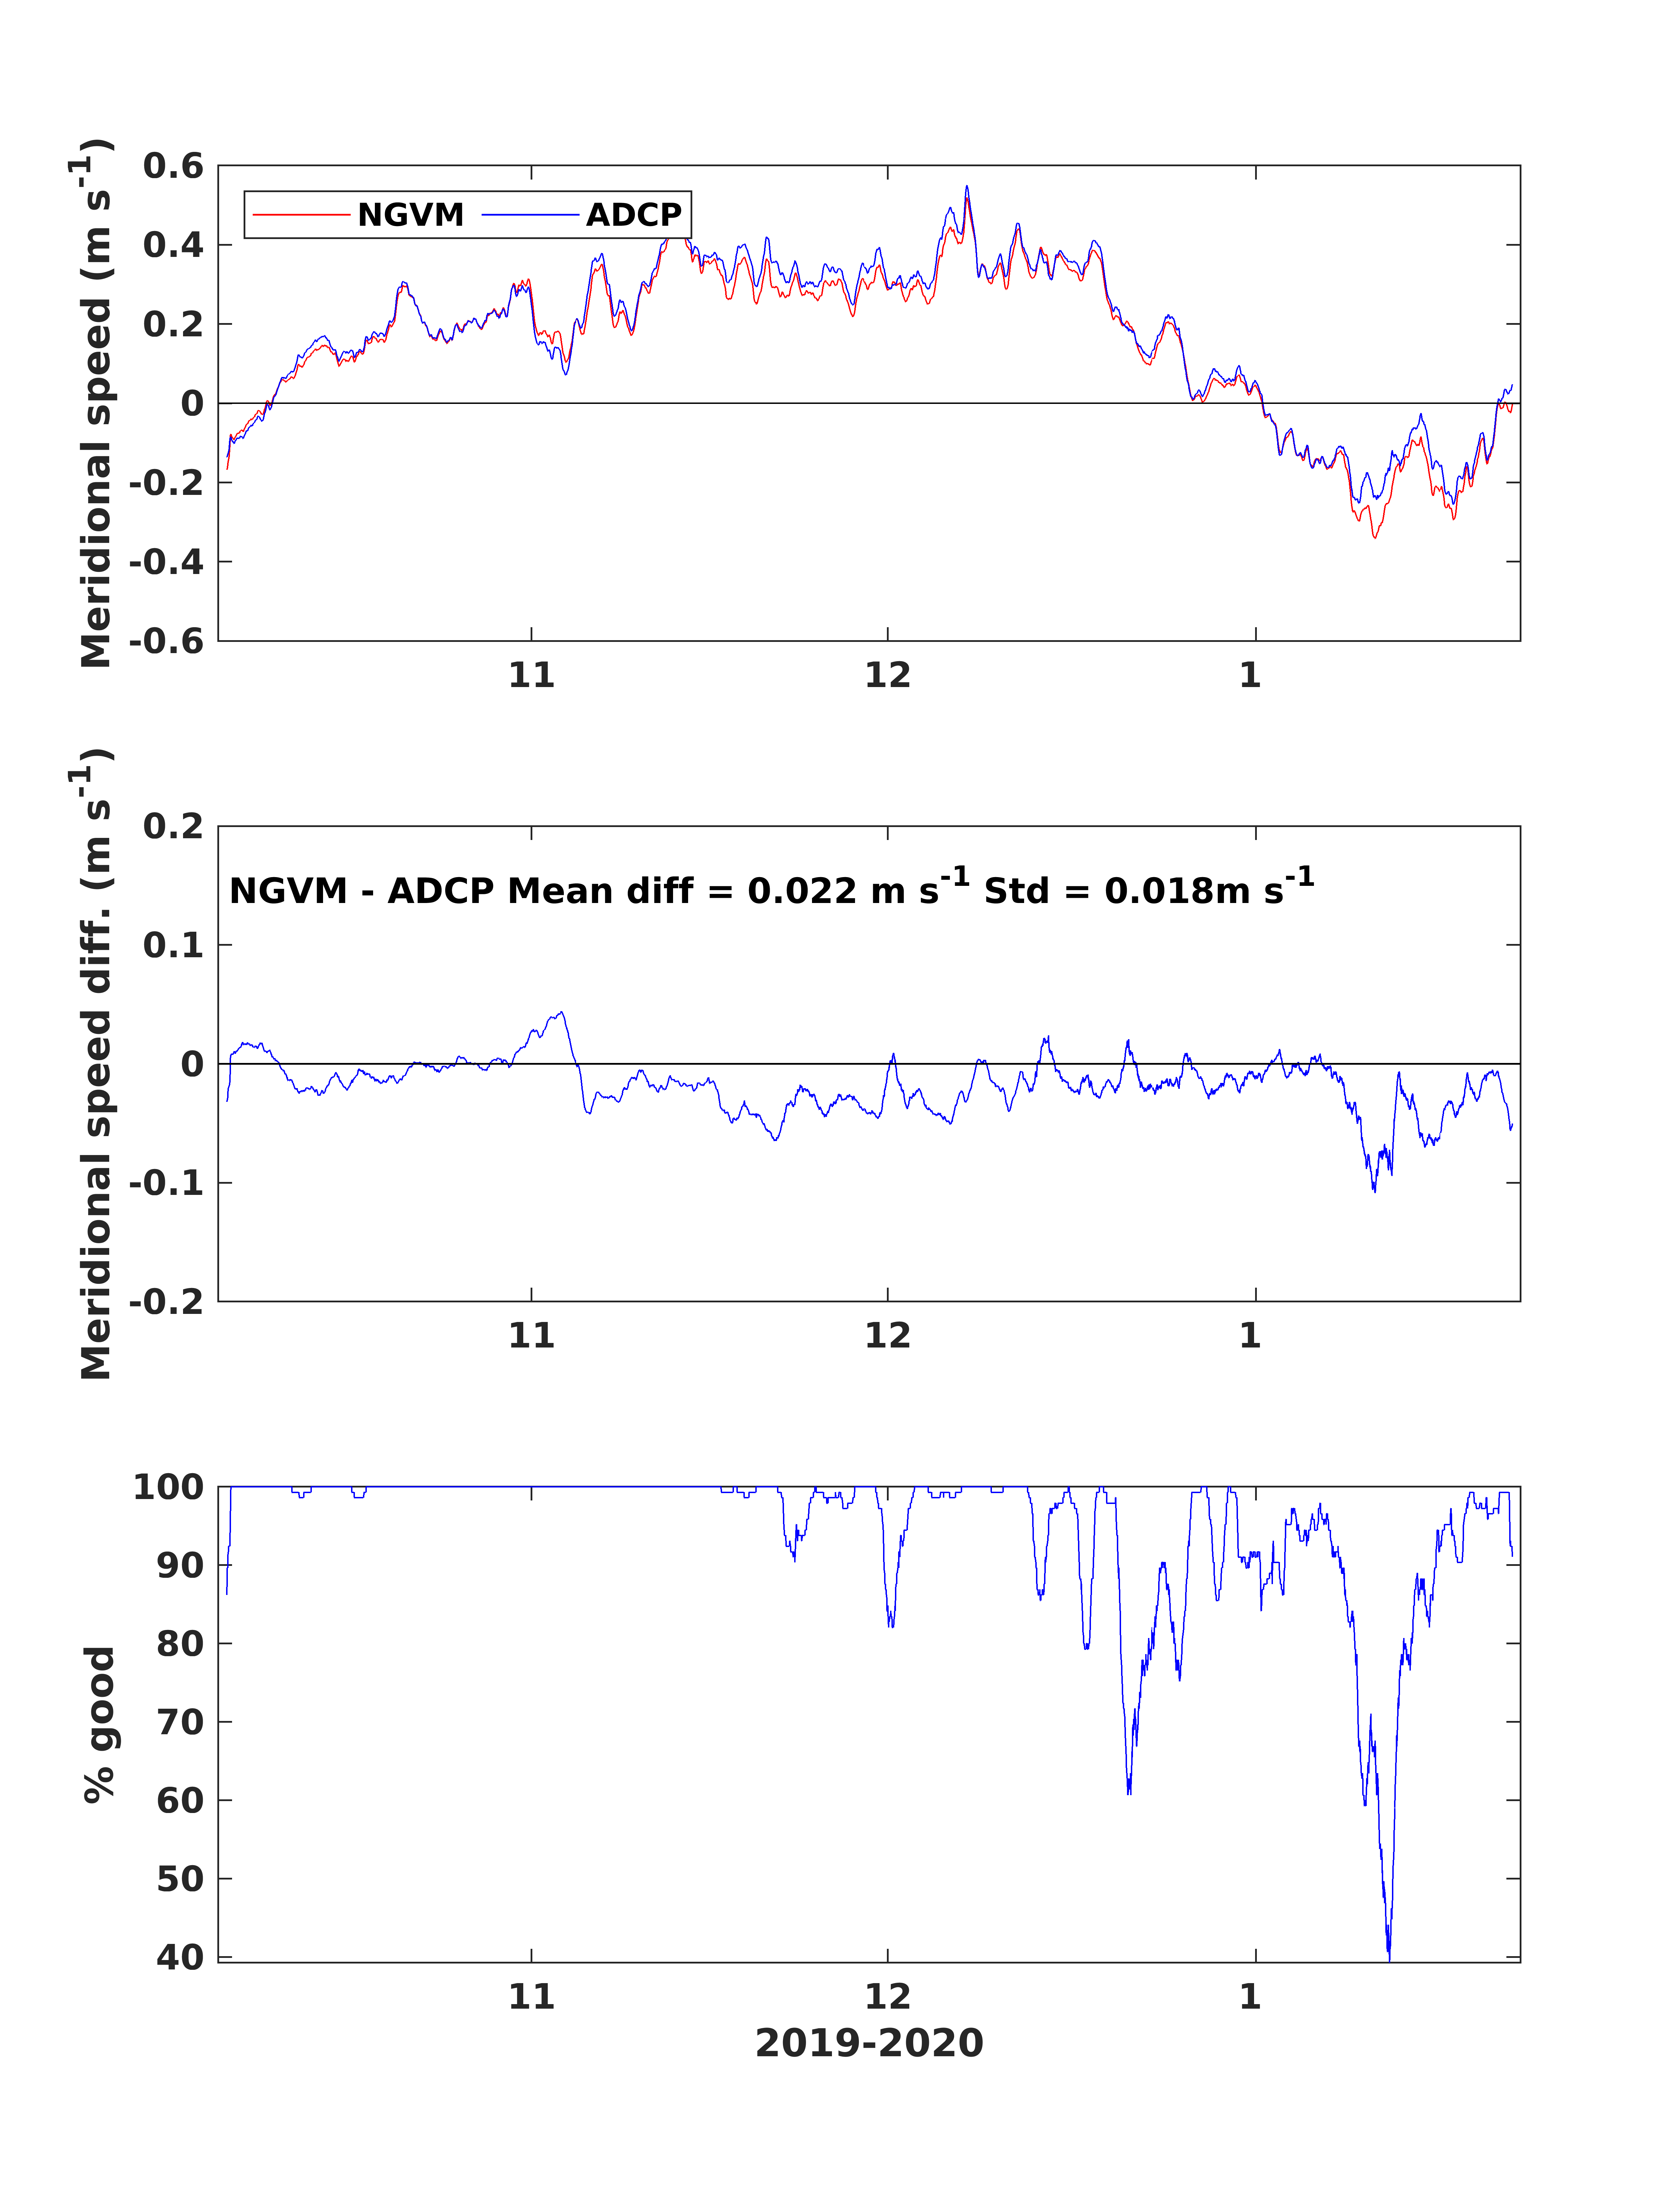 Meridional speed (m s-1)
0.6
0.4
0.2
0
-0.2
-0.4
-0.6
NGVM ADCP
11 12 1
Meridional speed diff. (m s-1)
0.2
0.1
0
-0.1
-0.2
NGVM - ADCP Mean diff = 0.022 m s-1 Std = 0.018m s-1
11 12 1
% good
100
90
80
70
60
50
40
11 12 1
2019-2020